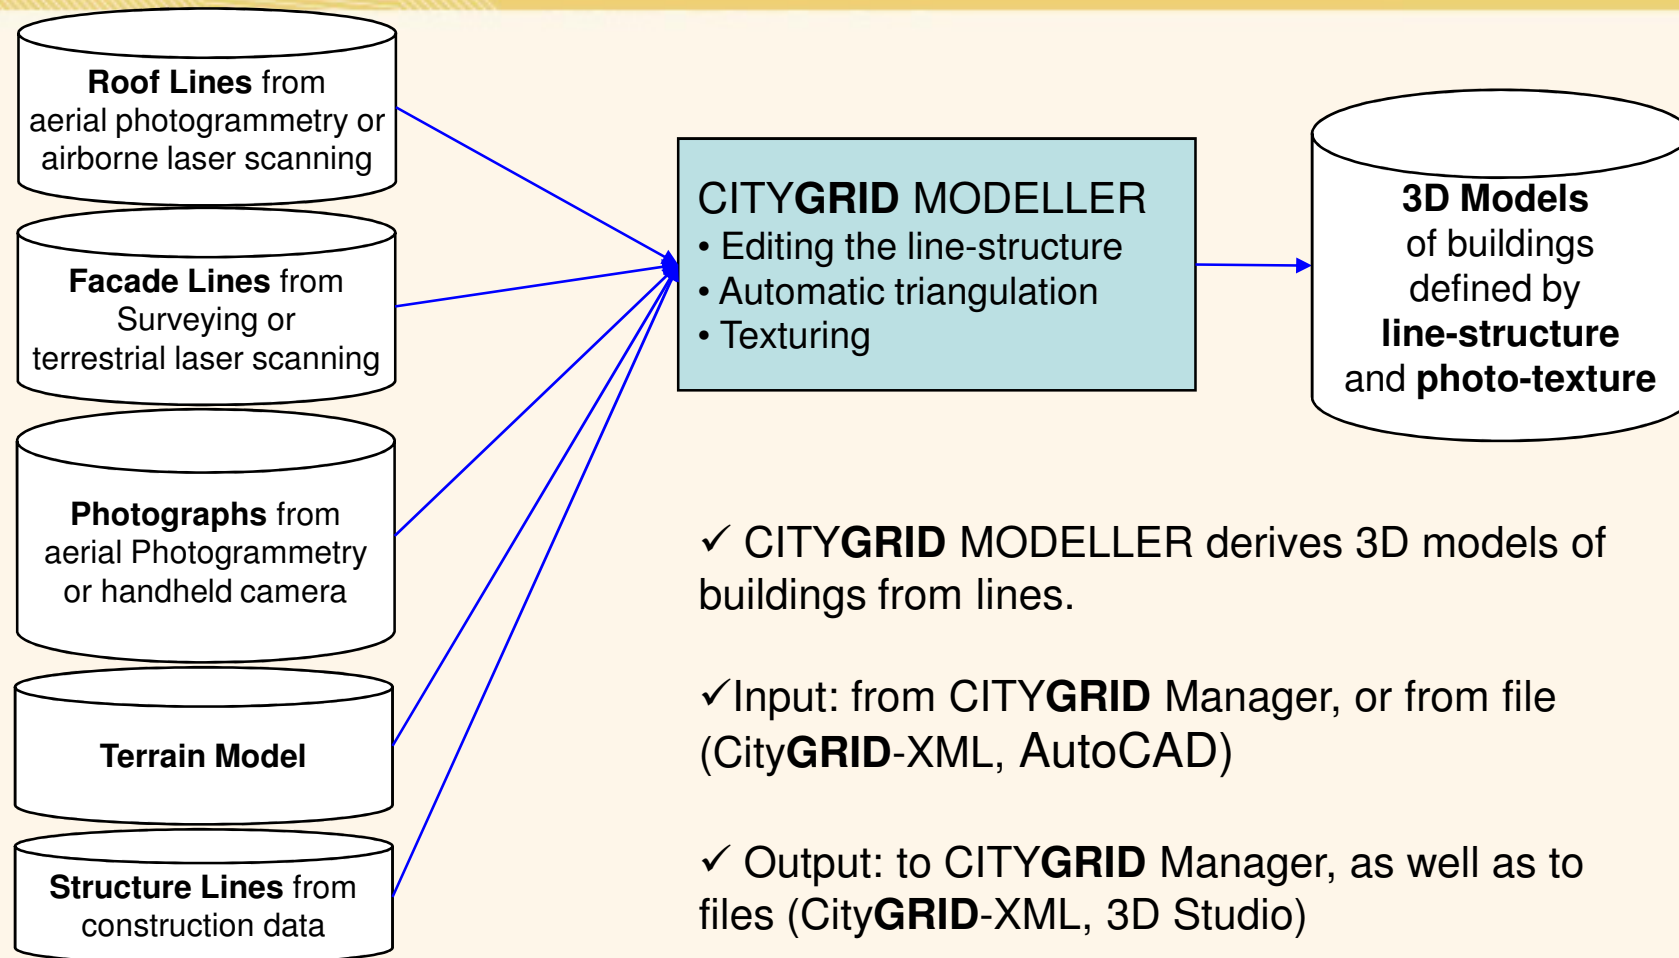 Roof Lines from
aerial photogrammetry or
airborne laser scanning
Facade Lines from
Surveying or
terrestrial laser scanning
Photographs from
aerial Photogrammetry
or handheld camera
Terrain Model
Structure Lines from
construction data
CITYGRID MODELLER
• Editing the line-structure
• Automatic triangulation
• Texturing
3D Models
of buildings
defined by
line-structure
and photo-texture
✓ CITYGRID MODELLER derives 3D models of
buildings from lines.
✓Input: from CITYGRID Manager, or from file
(CityGRID-XML, AutoCAD)
✓ Output: to CITYGRID Manager, as well as to
files (CityGRID-XML, 3D Studio)